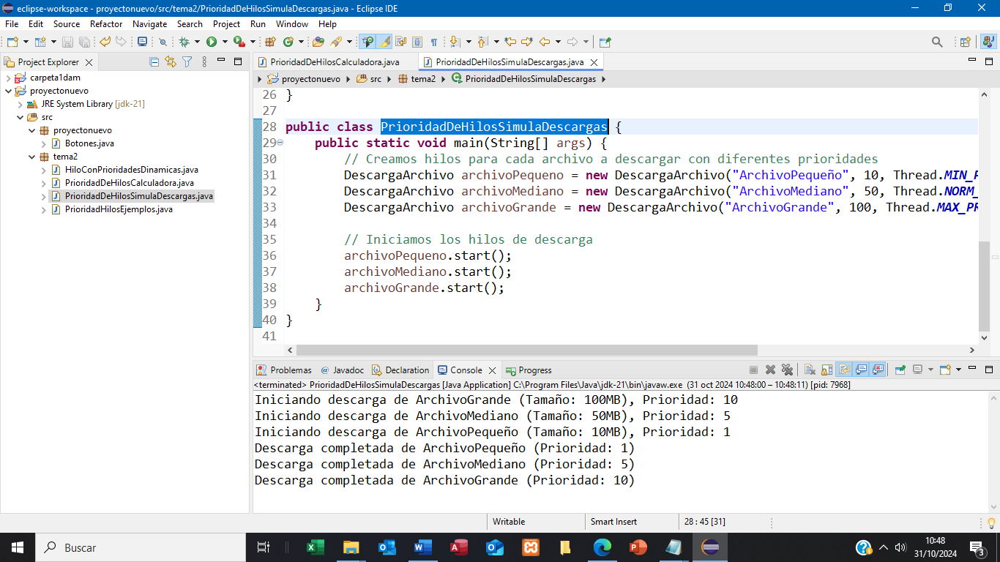 eclipse-workspace - proyectonuevo/src/tema2/PrioridadDeHilosSimulaDescargas.java - Eclipse IDE
File Edit Source Refactor Navigate Search Project Run Window Help
Project Explorer
carpeta1dam
proyectonuevo
JRE System Library [jdk-21]
src
proyectonuevo
Botones.java
tema2
HiloConPrioridadesDinamicas.java
PrioridadDeHilosCalculadora.java
PrioridadDeHilosSimulaDescargas.java
PrioridadHilosEjemplos.java
PrioridadDeHilosCalculadora.java PrioridadDeHilosSimulaDescargas.java
proyectonuevo src tema2 PrioridadDeHilosSimulaDescargas
26 }
27
28 public class PrioridadDeHilosSimulaDescargas {
29 public static void main(String[] args) {
30 // Creamos hilos para cada archivo a descargar con diferentes prioridades
31 DescargaArchivo archivoPequeno = new DescargaArchivo("ArchivoPequeño", 10, Thread.MIN_P
32 DescargaArchivo archivoMediano = new DescargaArchivo("ArchivoMediano", 50, Thread.NORM_
33 DescargaArchivo archivoGrande = new DescargaArchivo("ArchivoGrande", 100, Thread.MAX_PR
34
35 // Iniciamos los hilos de descarga
36 archivoPequeno.start();
37 archivoMediano.start();
38 archivoGrande.start();
39 }
40 }
41
Problemas @ Javadoc Declaration Console Progress
<terminated> PrioridadDeHilosSimulaDescargas [Java Application] C:\Program Files\Java\jdk-21\bin\javaw.exe (31 oct 2024 10:48:00 – 10:48:11) [pid: 7968]
Iniciando descarga de ArchivoGrande (Tamaño: 100MB), Prioridad: 10
Iniciando descarga de ArchivoMediano (Tamaño: 50MB), Prioridad: 5
Iniciando descarga de ArchivoPequeño (Tamaño: 10MB), Prioridad: 1
Descarga completada de ArchivoPequeño (Prioridad: 1)
Descarga completada de ArchivoMediano (Prioridad: 5)
Descarga completada de ArchivoGrande (Prioridad: 10)
Writable Smart Insert 28 : 45 [31]
Buscar
10:48
31/10/2024
3